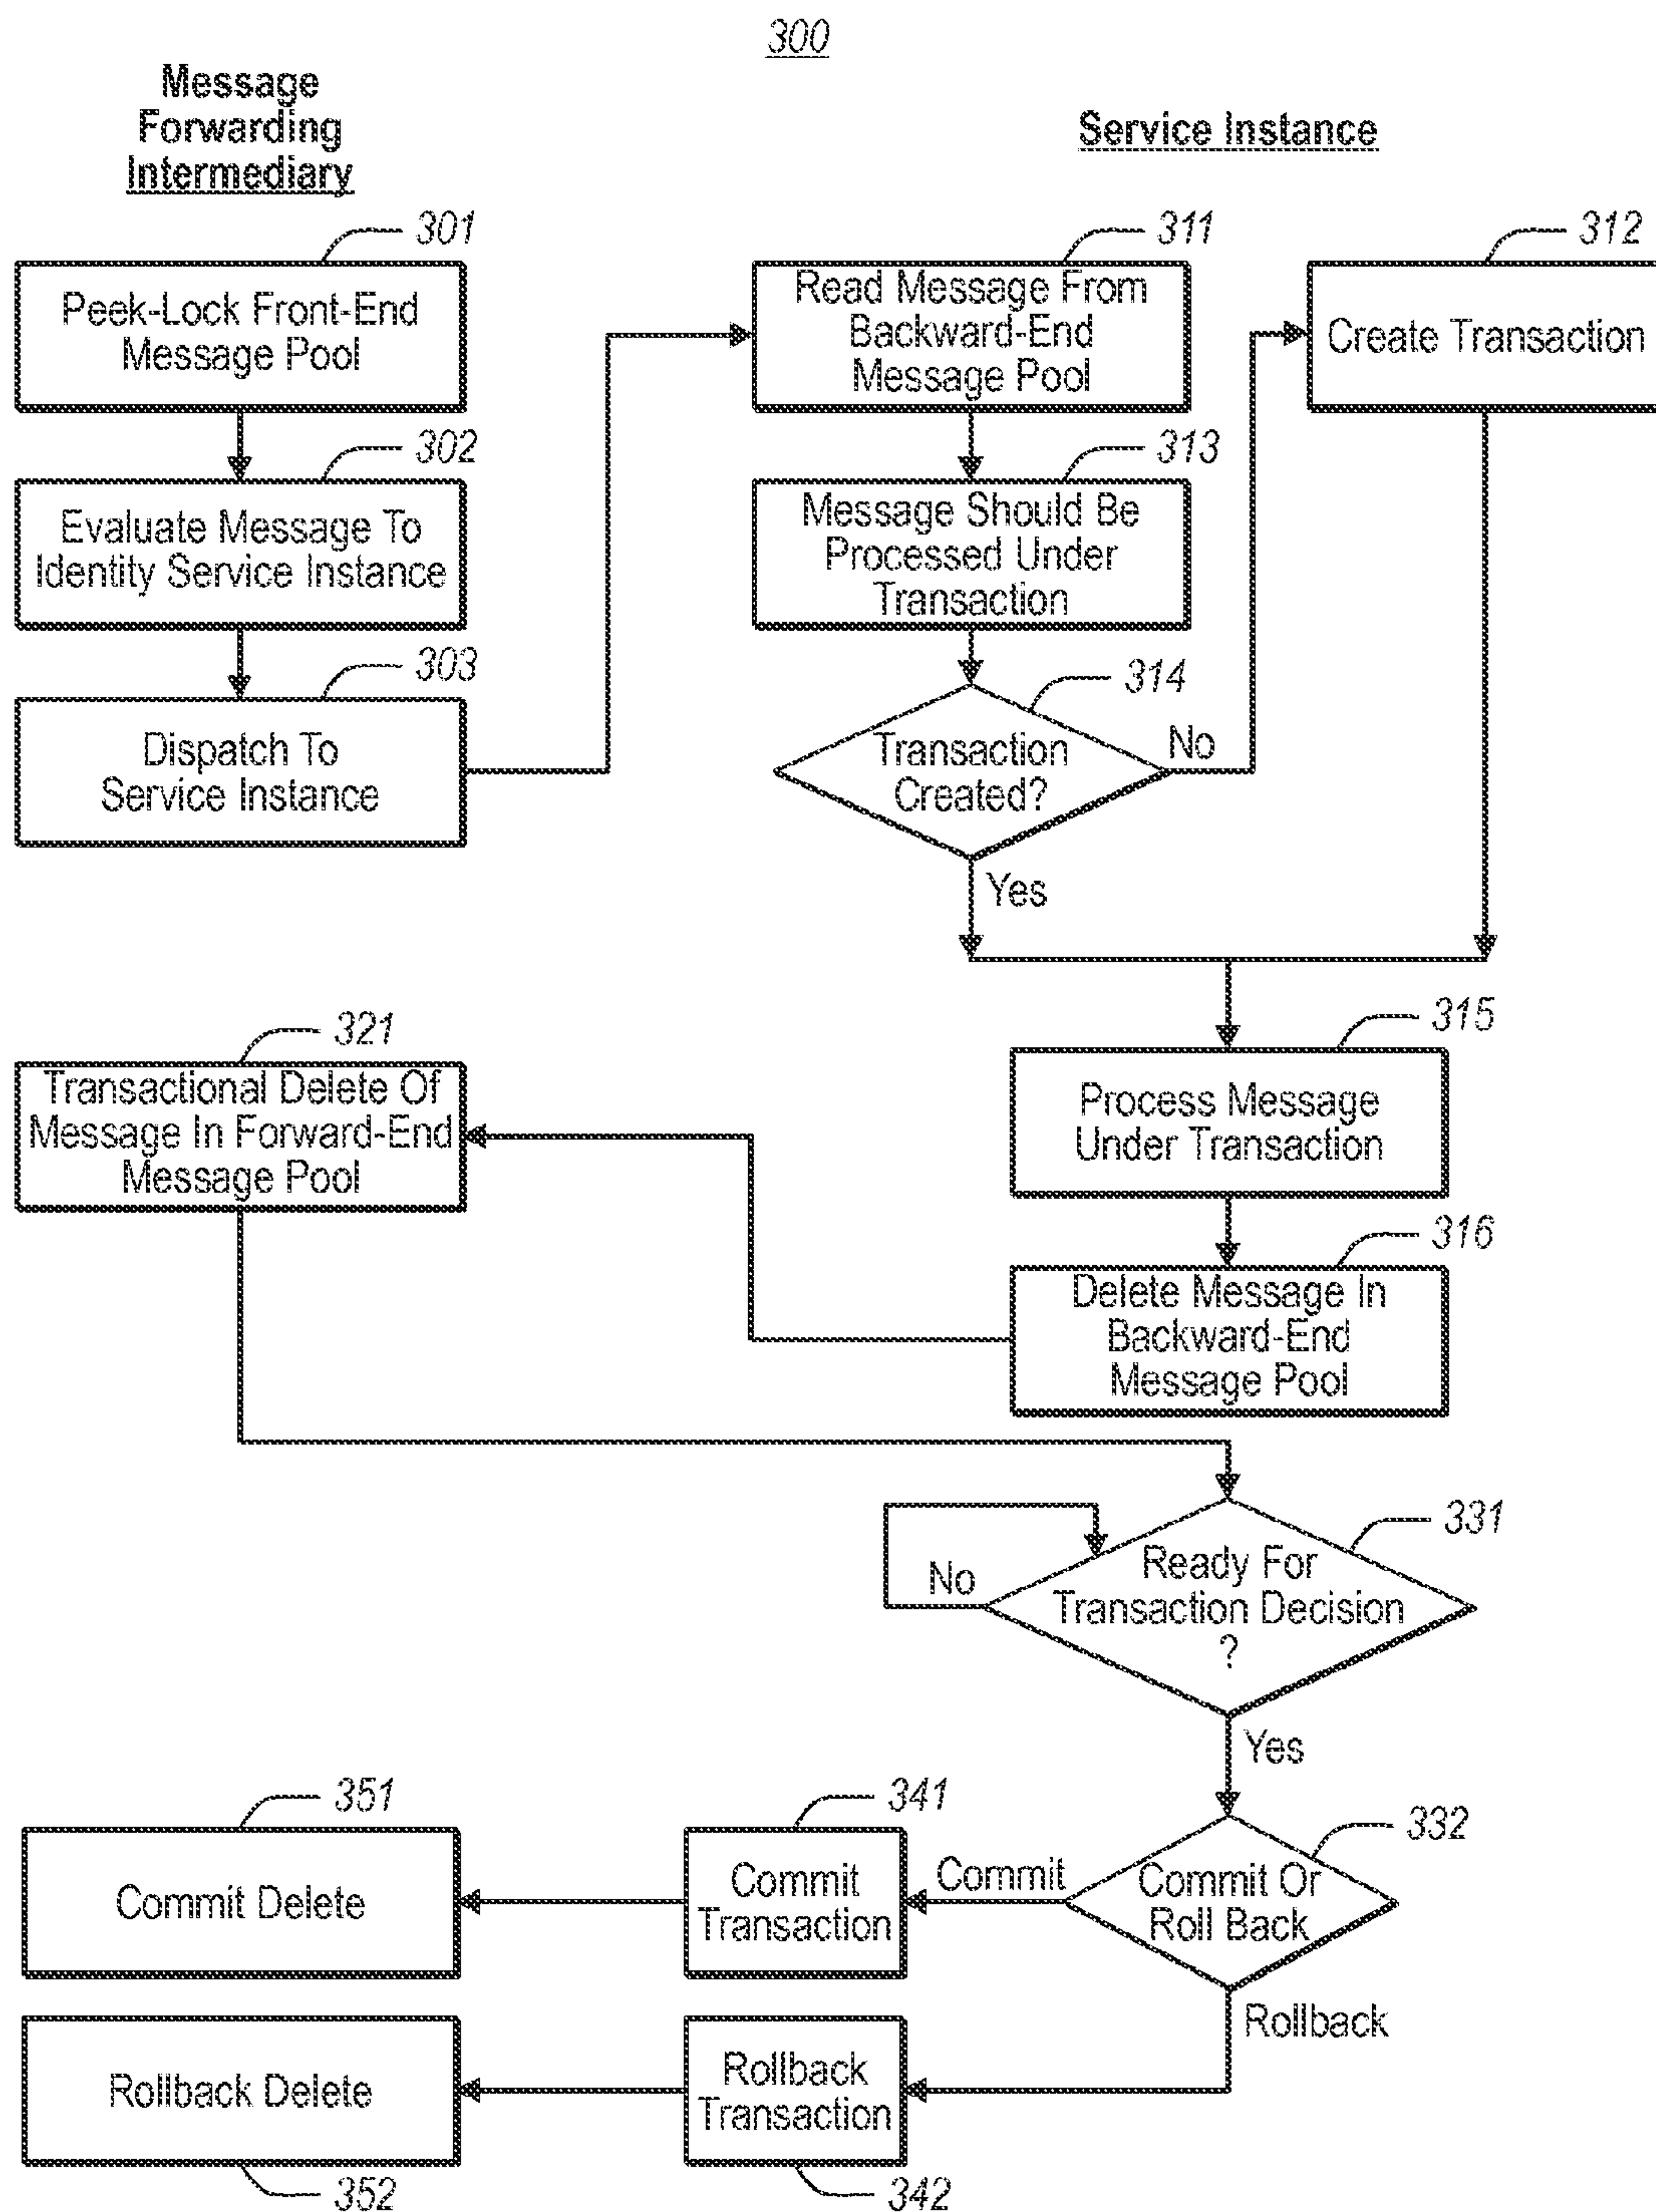 300
Message
Forwarding
Intermediary
Service Instance
301
Peek-Lock Front-End
Message Pool
302
Evaluate Message To
Identity Service Instance
303
Dispatch To
Service Instance
311
Read Message From
Backward-End
Message Pool
312
Create Transaction
313
Message Should Be
Processed Under
Transaction
314
Transaction
Created?
No
Yes
315
Process Message
Under Transaction
316
Delete Message In
Backward-End
Message Pool
321
Transactional Delete Of
Message In Forward-End
Message Pool
331
Ready For
Transaction Decision
?
No
Yes
332
Commit Or
Roll Back
Commit
Rollback
341
Commit
Transaction
351
Commit Delete
Rollback
Transaction
342
Rollback Delete
352